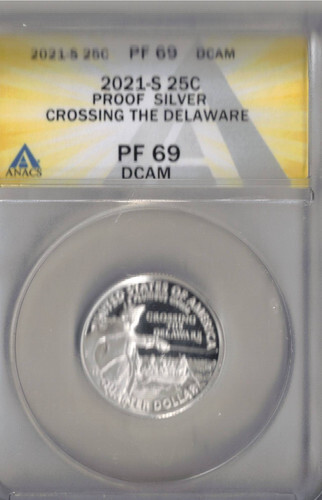 2021-S 25C PF 69 DCAM
2021-S 25C
PROOF SILVER
CROSSING THE DELAWARE
ANACS
PF 69
DCAM
UNITED STATES OF AMERICA
CROSSING
THE
DELAWARE
QUARTER DOLLAR